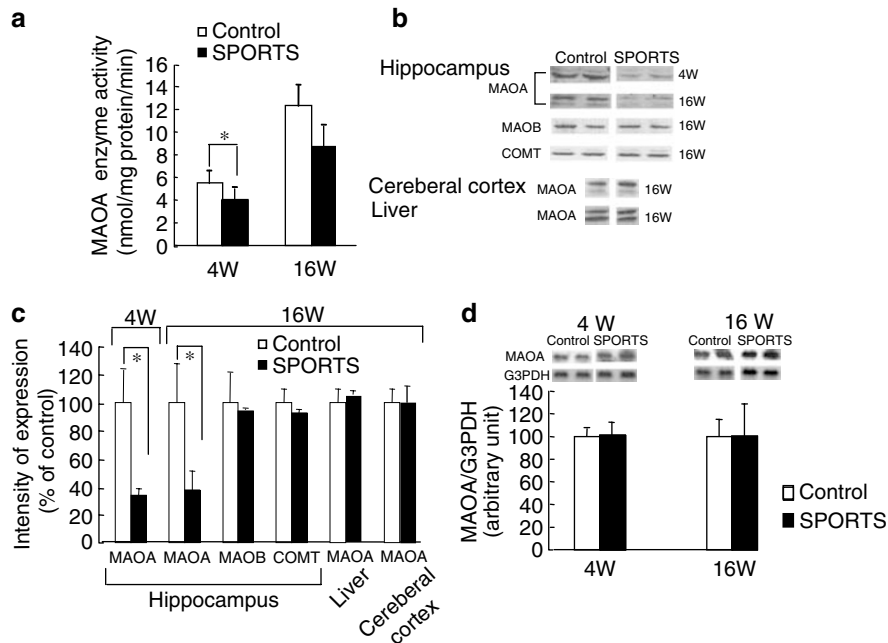 a
Control
SPORTS
MAOA enzyme activity
(nmol/mg protein/min)
16
14
12
10
8
6
4
2
0
*
4W
16W
b
Control SPORTS
Hippocampus
MAOA
4W
16W
MAOB
16W
COMT
16W
Cereberal cortex
MAOA
16W
Liver
MAOA
16W
c
4W
16W
Control
SPORTS
Intensity of expression
(% of control)
140
120
100
80
60
40
20
0
*
*
MAOA MAOA MAOB COMT MAOA MAOA
Hippocampus
Liver
Cereberal
cortex
d
4 W
16 W
Control SPORTS
Control SPORTS
MAOA
G3PDH
MAOA/G3PDH
(arbitrary unit)
140
120
100
80
60
40
20
0
4W
16W
Control
SPORTS